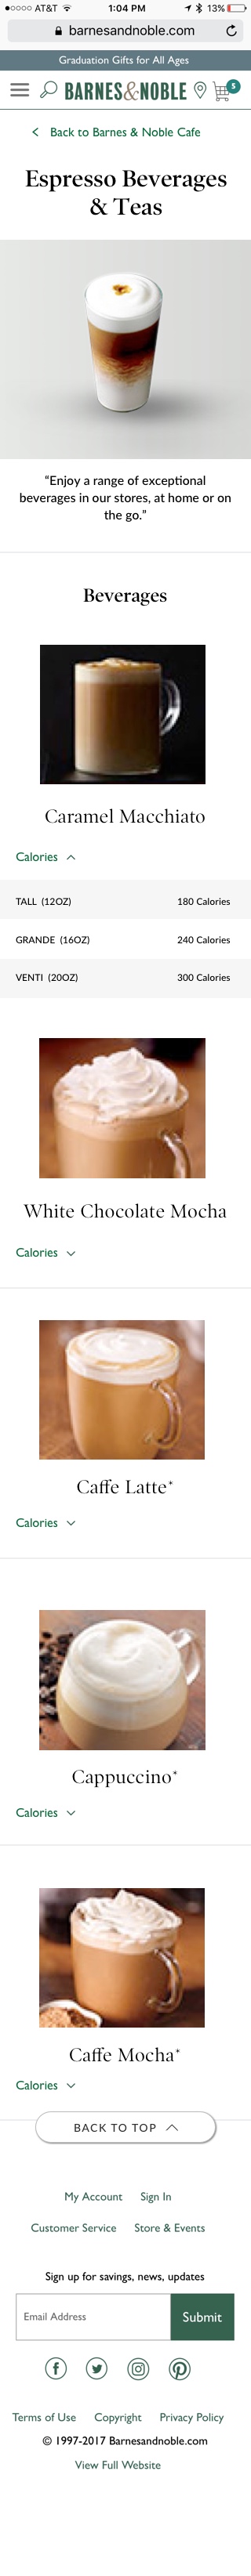 AT&T 1:04 PM 13%
barnesandnoble.com
Graduation Gifts for All Ages
BARNES&NOBLE 5
Back to Barnes & Noble Cafe
Espresso Beverages
& Teas
“Enjoy a range of exceptional
beverages in our stores, at home or on
the go.”
Beverages
Caramel Macchiato
Calories
TALL (12OZ) 180 Calories
GRANDE (16OZ) 240 Calories
VENTI (20OZ) 300 Calories
White Chocolate Mocha
Calories
Caffe Latte*
Calories
Cappuccino*
Calories
Caffe Mocha*
Calories
BACK TO TOP
My Account Sign In
Customer Service Store & Events
Sign up for savings, news, updates
Email Address Submit
Terms of Use Copyright Privacy Policy
© 1997-2017 Barnesandnoble.com
View Full Website